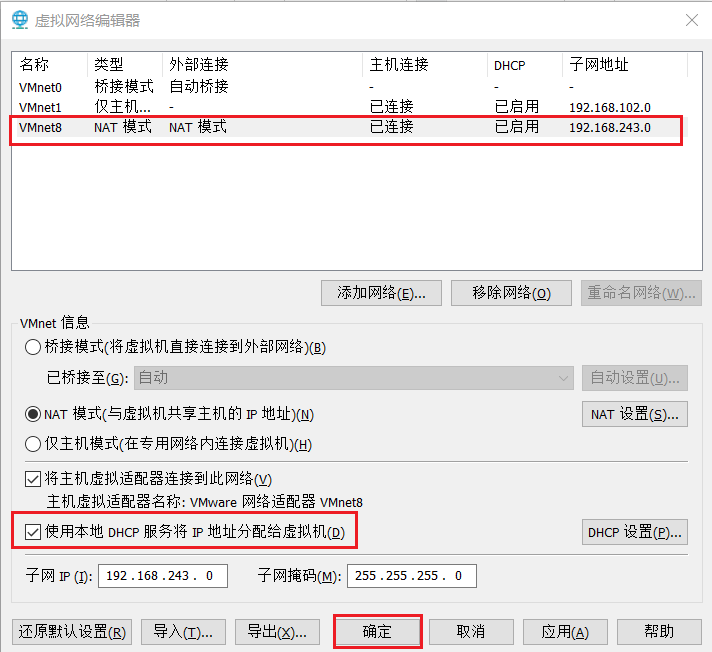 虚拟网络编辑器
名称 类型 外部连接 主机连接 DHCP 子网地址
VMnet0 桥接模式 自动桥接 - - -
VMnet1 仅主机... - 已连接 已启用 192.168.102.0
VMnet8 NAT 模式 NAT 模式 已连接 已启用 192.168.243.0
添加网络(E)... 移除网络(O) 重命名网络(W)...
VMnet 信息
桥接模式(将虚拟机直接连接到外部网络)(B)
已桥接至(G): 自动 自动设置(U)...
NAT 模式(与虚拟机共享主机的 IP 地址)(N) NAT 设置(S)...
仅主机模式(在专用网络内连接虚拟机)(H)
将主机虚拟适配器连接到此网络(V)
主机虚拟适配器名称: VMware 网络适配器 VMnet8
使用本地 DHCP 服务将 IP 地址分配给虚拟机(D) DHCP 设置(P)...
子网 IP (I): 192 .168 .243 . 0 子网掩码(M): 255 .255 .255 . 0
还原默认设置(R) 导入(T)... 导出(X)... 确定 取消 应用(A) 帮助